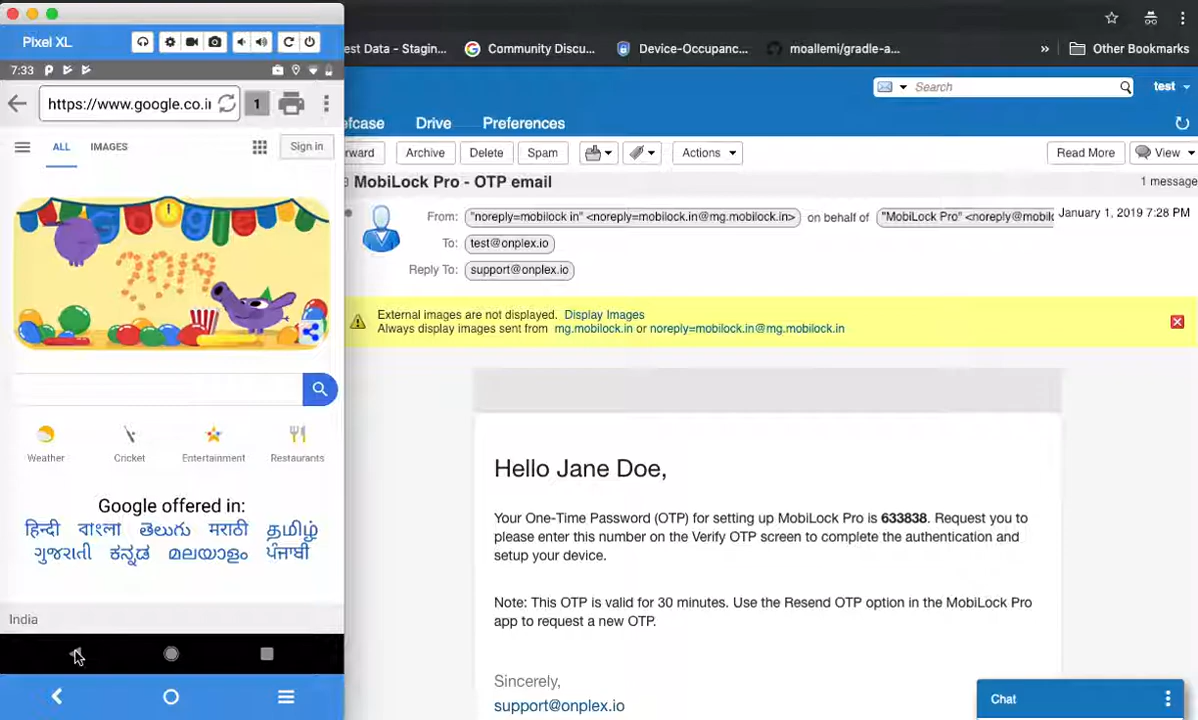 Pixel XL
7:33
https://www.google.co.i
1
ALL
IMAGES
Sign in
2019
Weather
Cricket
Entertainment
Restaurants
Google offered in:
हिन्दी বাংলা తెలుగు मराठी தமிழ்
ગુજરાતી ಕನ್ನಡ മലയാളം ਪੰਜਾਬੀ
India
est Data - Stagin...
Community Discu...
Device-Occupanc...
moallemi/gradle-a...
»
Other Bookmarks
Search
test
efcase
Drive
Preferences
rward
Archive
Delete
Spam
Actions
Read More
View
MobiLock Pro - OTP email
1 message
From: "noreply=mobilock in" <noreply=mobilock.in@mg.mobilock.in> on behalf of "MobiLock Pro" <noreply@mobil
January 1, 2019 7:28 PM
To: test@onplex.io
Reply To: support@onplex.io
External images are not displayed. Display Images
Always display images sent from mg.mobilock.in or noreply=mobilock.in@mg.mobilock.in
Hello Jane Doe,
Your One-Time Password (OTP) for setting up MobiLock Pro is 633838. Request you to
please enter this number on the Verify OTP screen to complete the authentication and
setup your device.
Note: This OTP is valid for 30 minutes. Use the Resend OTP option in the MobiLock Pro
app to request a new OTP.
Sincerely,
support@onplex.io
Chat